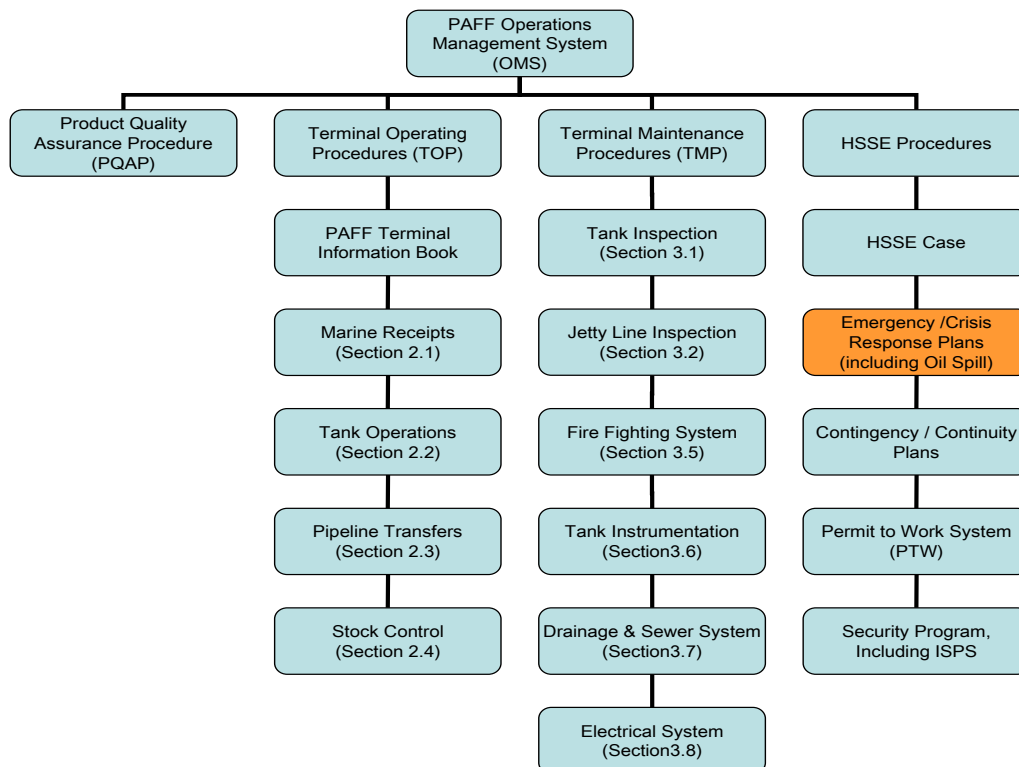 PAFF Operations
Management System
(OMS)
Product Quality
Assurance Procedure
(PQAP)
Terminal Operating
Procedures (TOP)
Terminal Maintenance
Procedures (TMP)
HSSE Procedures
PAFF Terminal
Information Book
Tank Inspection
(Section 3.1)
HSSE Case
Marine Receipts
(Section 2.1)
Jetty Line Inspection
(Section 3.2)
Emergency /Crisis
Response Plans
(including Oil Spill)
Tank Operations
(Section 2.2)
Fire Fighting System
(Section 3.5)
Contingency / Continuity
Plans
Pipeline Transfers
(Section 2.3)
Tank Instrumentation
(Section3.6)
Permit to Work System
(PTW)
Stock Control
(Section 2.4)
Drainage & Sewer System
(Section3.7)
Security Program,
Including ISPS
Electrical System
(Section3.8)